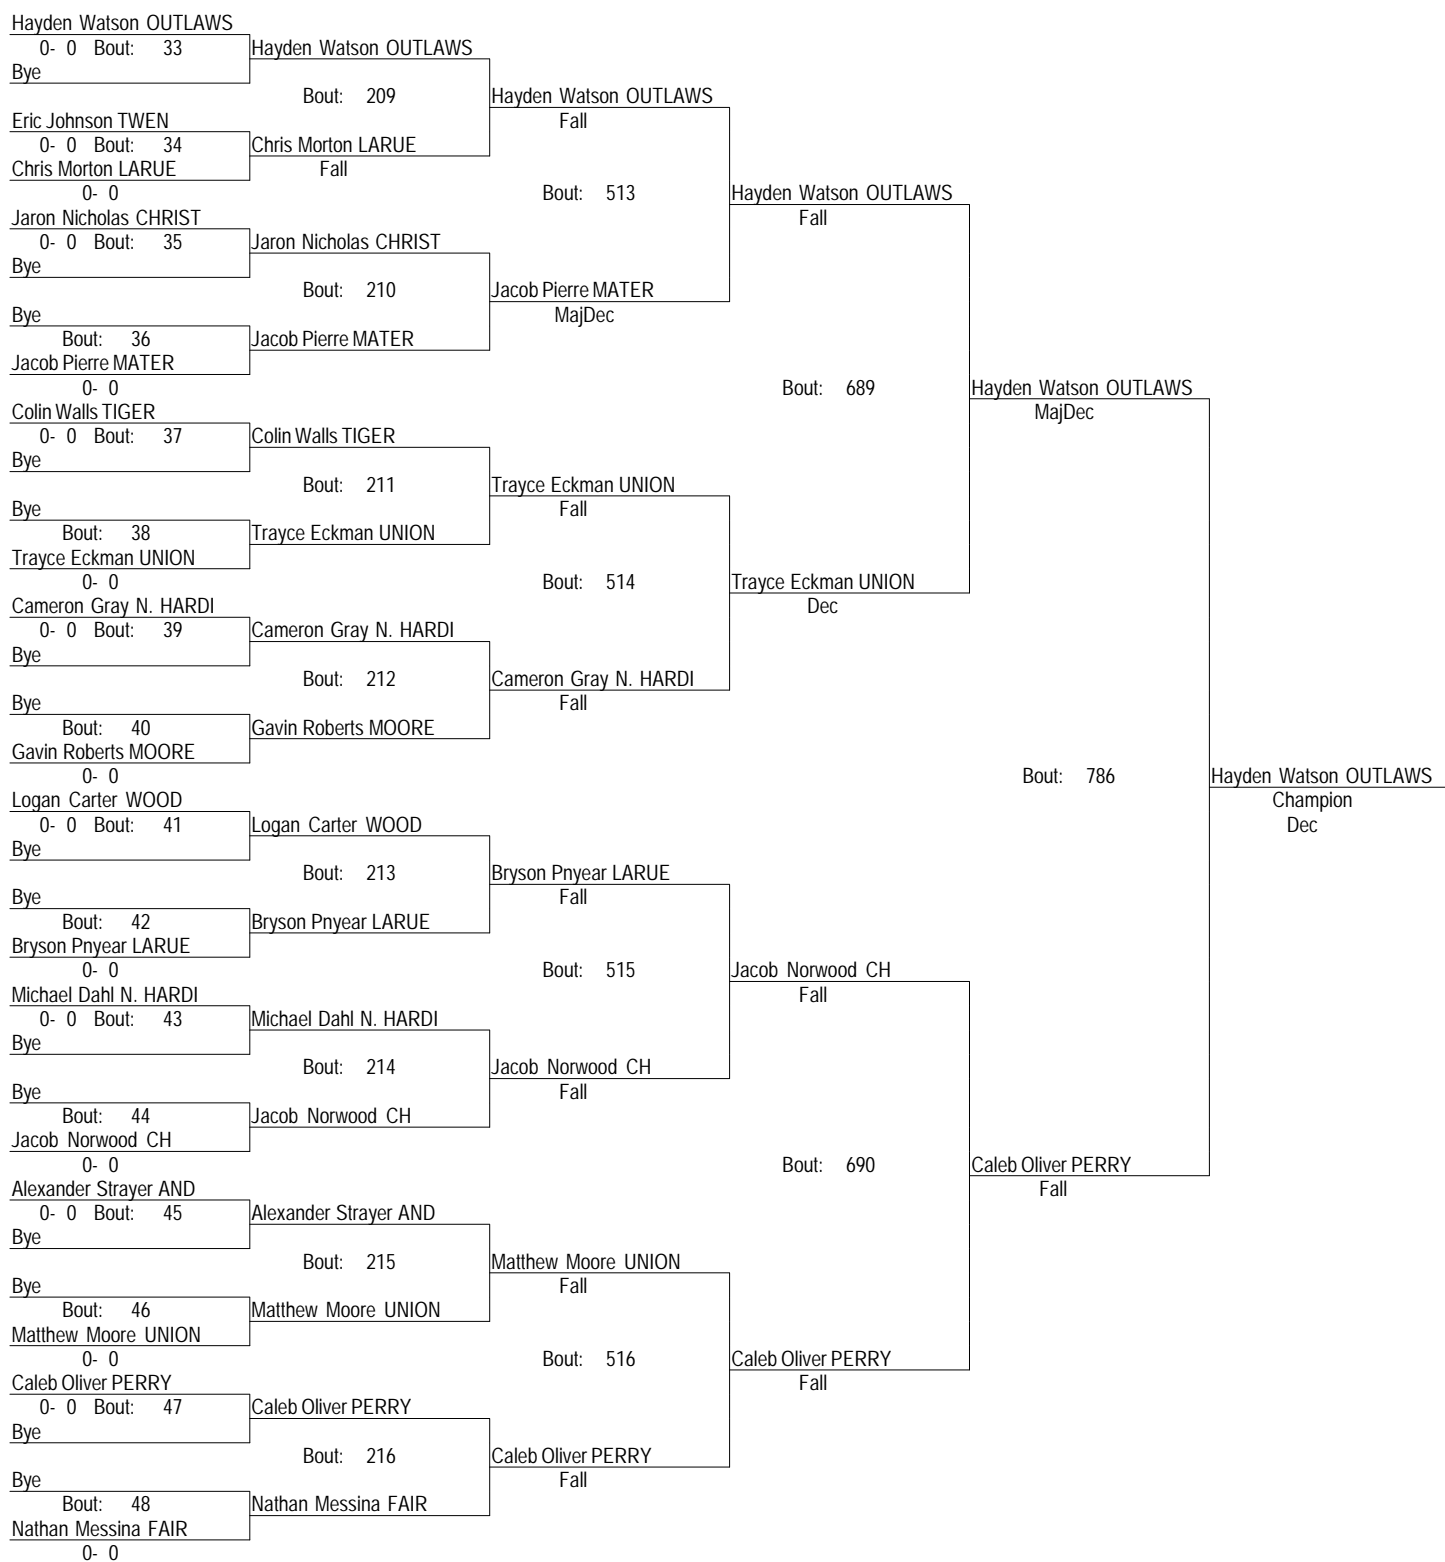 Hayden Watson OUTLAWS
0- 0 Bout: 33 Hayden Watson OUTLAWS
Bye
Bout: 209 Hayden Watson OUTLAWS
Eric Johnson TWEN Fall
0- 0 Bout: 34 Chris Morton LARUE
Chris Morton LARUE Fall
0- 0 Bout: 513 Hayden Watson OUTLAWS
Jaron Nicholas CHRIST Fall
0- 0 Bout: 35 Jaron Nicholas CHRIST
Bye
Bout: 210 Jacob Pierre MATER
Bye MajDec
Bout: 36 Jacob Pierre MATER
Jacob Pierre MATER
0- 0 Bout: 689 Hayden Watson OUTLAWS
Colin Walls TIGER MajDec
0- 0 Bout: 37 Colin Walls TIGER
Bye
Bout: 211 Trayce Eckman UNION
Bye Fall
Bout: 38 Trayce Eckman UNION
Trayce Eckman UNION
0- 0 Bout: 514 Trayce Eckman UNION
Cameron Gray N. HARDI Dec
0- 0 Bout: 39 Cameron Gray N. HARDI
Bye
Bout: 212 Cameron Gray N. HARDI
Bye Fall
Bout: 40 Gavin Roberts MOORE
Gavin Roberts MOORE
0- 0 Bout: 786 Hayden Watson OUTLAWS
Logan Carter WOOD Champion
0- 0 Bout: 41 Logan Carter WOOD Dec
Bye
Bout: 213 Bryson Pnyear LARUE
Bye Fall
Bout: 42 Bryson Pnyear LARUE
Bryson Pnyear LARUE
0- 0 Bout: 515 Jacob Norwood CH
Michael Dahl N. HARDI Fall
0- 0 Bout: 43 Michael Dahl N. HARDI
Bye
Bout: 214 Jacob Norwood CH
Bye Fall
Bout: 44 Jacob Norwood CH
Jacob Norwood CH
0- 0 Bout: 690 Caleb Oliver PERRY
Alexander Strayer AND Fall
0- 0 Bout: 45 Alexander Strayer AND
Bye
Bout: 215 Matthew Moore UNION
Bye Fall
Bout: 46 Matthew Moore UNION
Matthew Moore UNION
0- 0 Bout: 516 Caleb Oliver PERRY
Caleb Oliver PERRY Fall
0- 0 Bout: 47 Caleb Oliver PERRY
Bye
Bout: 216 Caleb Oliver PERRY
Bye Fall
Bout: 48 Nathan Messina FAIR
Nathan Messina FAIR
0- 0